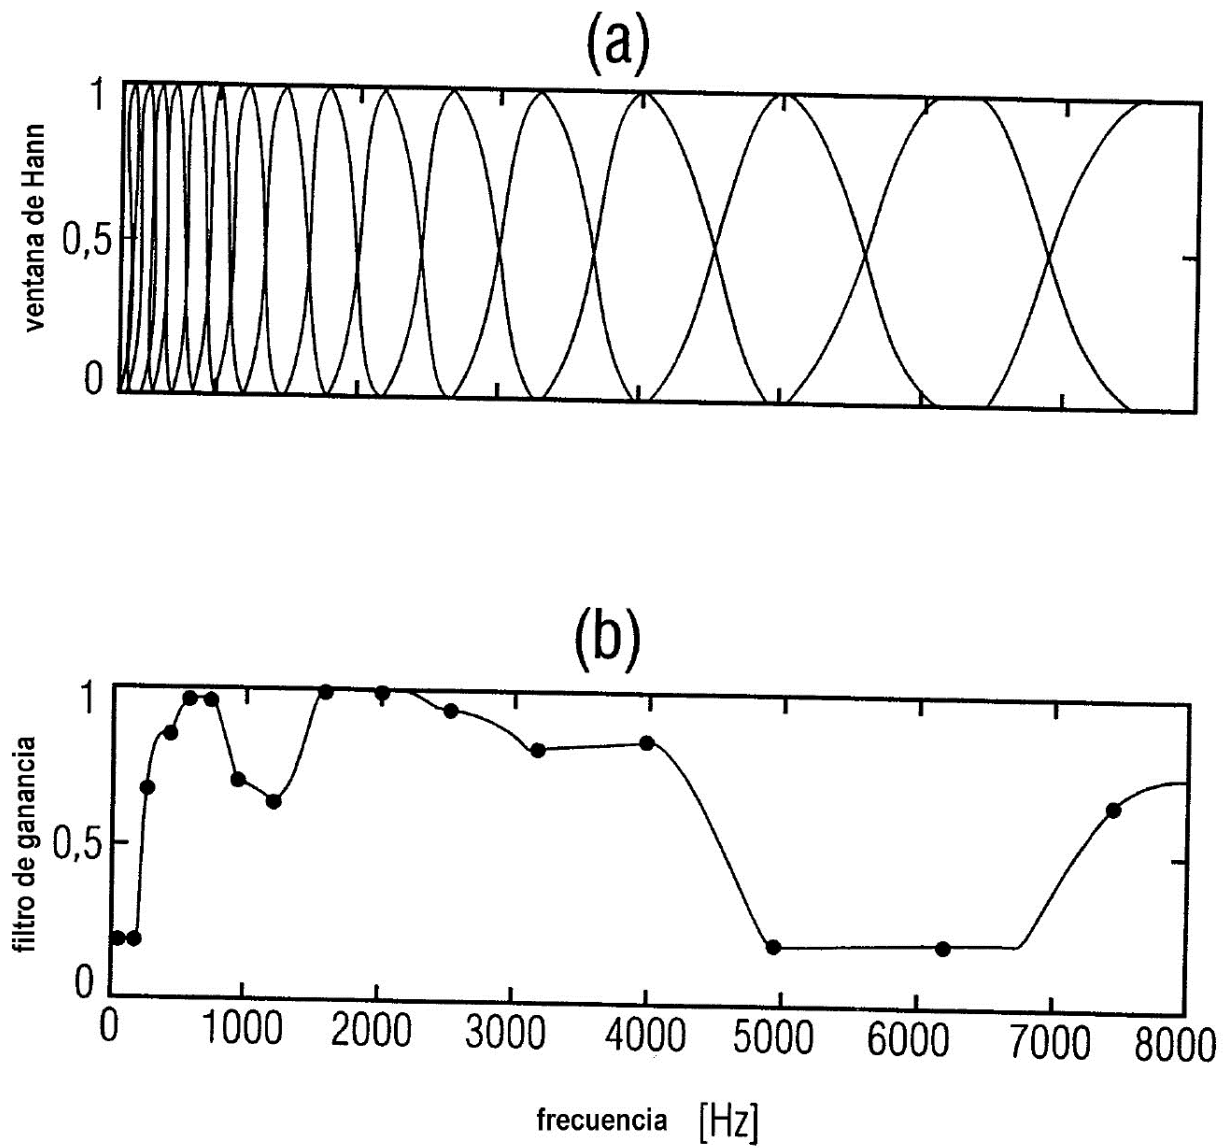 (a)
ventana de Hann
1
0,5
0
(b)
filtro de ganancia
1
0,5
0
0 1000 2000 3000 4000 5000 6000 7000 8000
frecuencia [Hz]